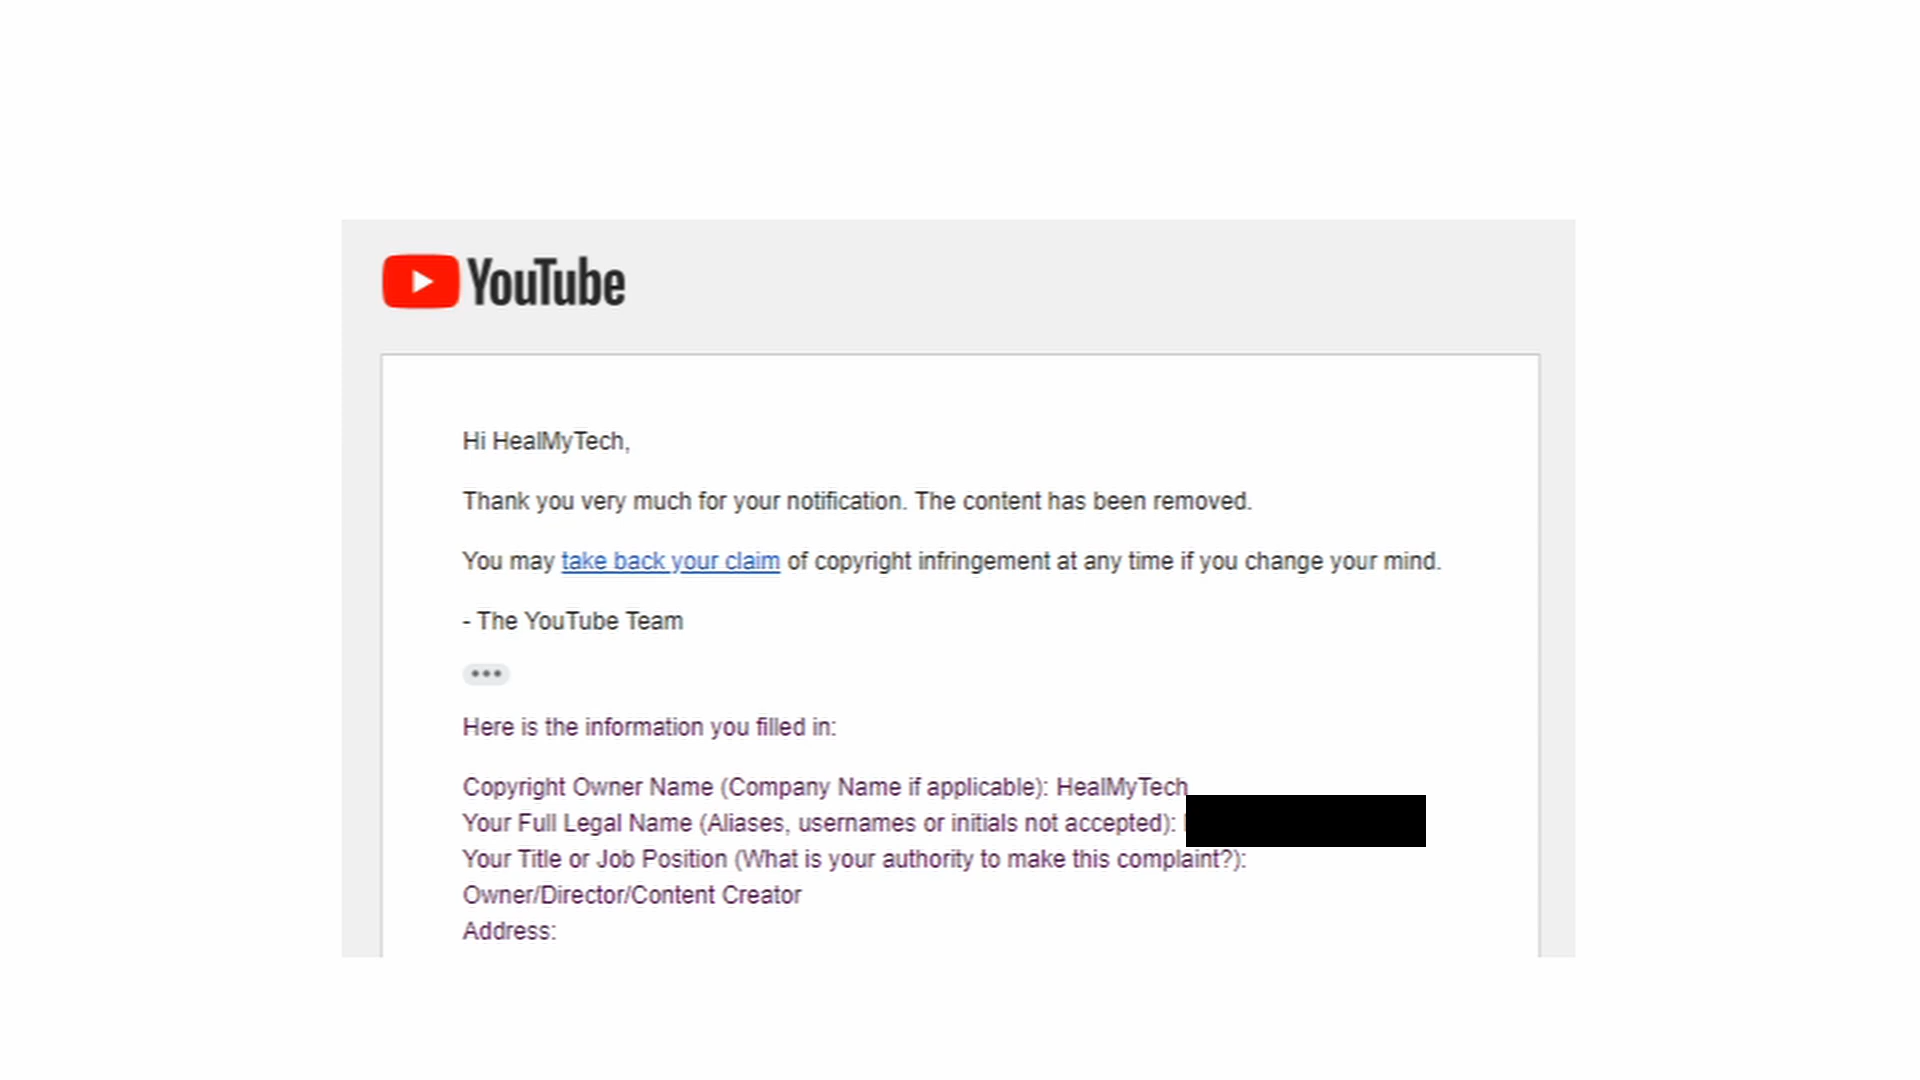 YouTube
Hi HealMyTech,
Thank you very much for your notification. The content has been removed.
You may take back your claim of copyright infringement at any time if you change your mind.
- The YouTube Team
Here is the information you filled in:
Copyright Owner Name (Company Name if applicable): HealMyTech
Your Full Legal Name (Aliases, usernames or initials not accepted):
Your Title or Job Position (What is your authority to make this complaint?):
Owner/Director/Content Creator
Address: